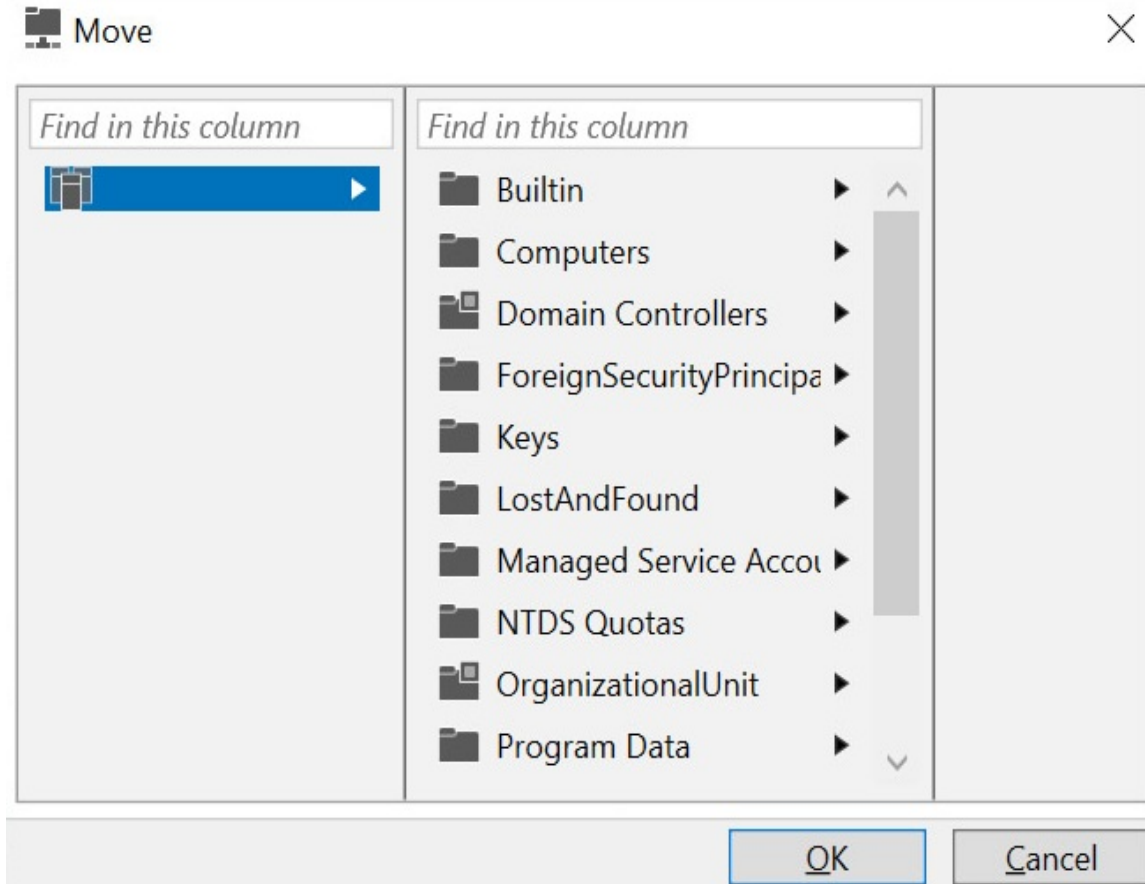 Move
Find in this column
Find in this column
Builtin
Computers
Domain Controllers
ForeignSecurityPrincipa
Keys
LostAndFound
Managed Service Accou
NTDS Quotas
OrganizationalUnit
Program Data
OK
Cancel